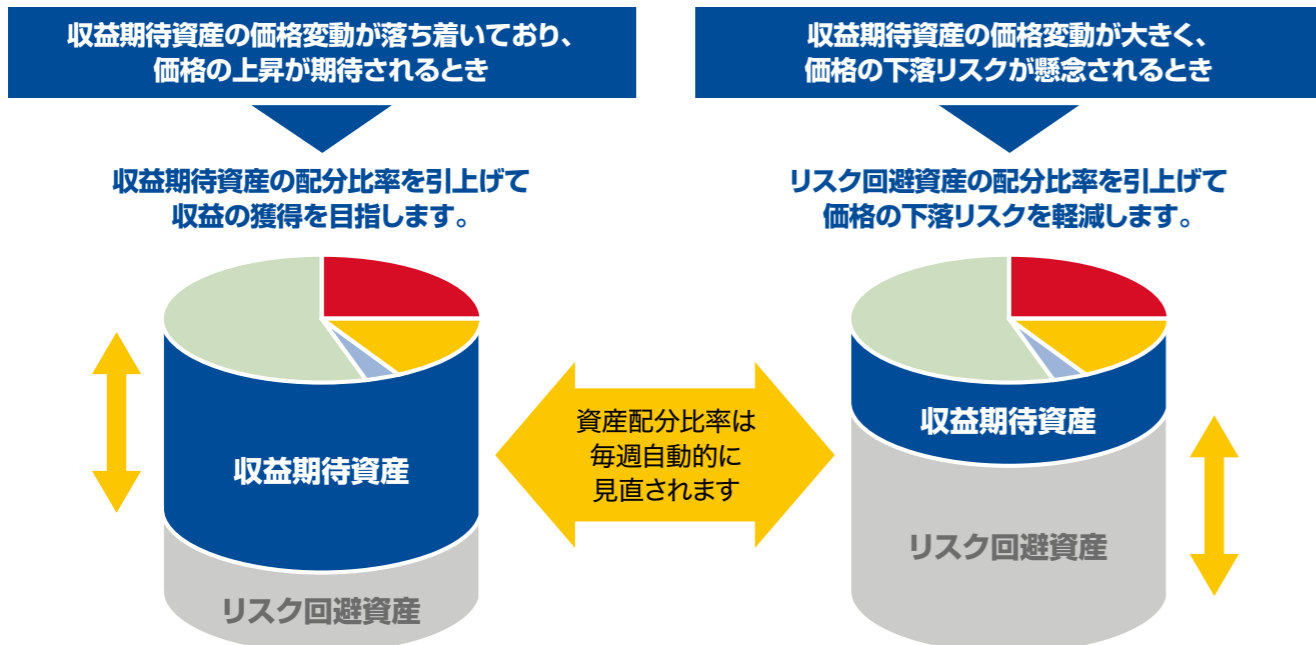 収益期待資産の価格変動が落ち着いており、
価格の上昇が期待されるとき
収益期待資産の配分比率を引上げて
収益の獲得を目指します。
収益期待資産
リスク回避資産
資産配分比率は
毎週自動的に
見直されます
収益期待資産の価格変動が大きく、
価格の下落リスクが懸念されるとき
リスク回避資産の配分比率を引上げて
価格の下落リスクを軽減します。
収益期待資産
リスク回避資産